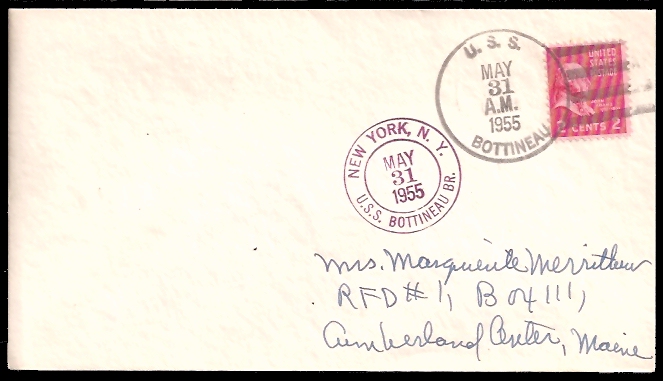 U. S. S.
MAY
31
A.M.
1955
BOTTINEAU
UNITED
STATES
2 CENTS 2
NEW YORK, N. Y.
MAY
31
1955
U.S.S. BOTTINEAU BR.
Mrs. Marguerite
RFD #1, Box 111,
Cumberland Center, Maine